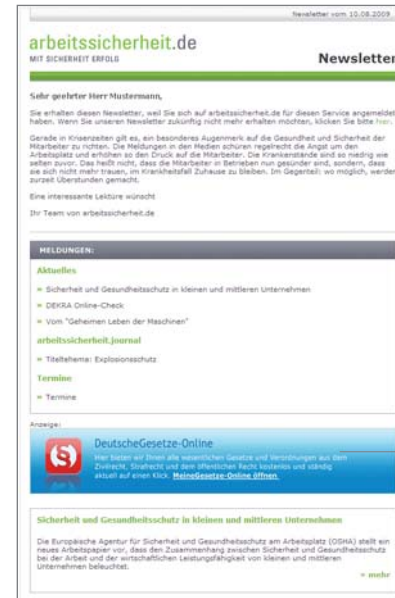 Newsletter vom 10.08.2009
arbeitssicherheit.de
MIT SICHERHEIT ERFOLG
Newsletter
Sehr geehrter Herr Mustermann,
Sie erhalten diesen Newsletter, weil Sie sich auf arbeitssicherheit.de für diesen Service angemeldet
haben. Wenn Sie unseren Newsletter zukünftig nicht mehr erhalten möchten, klicken Sie bitte hier.
Gerade in Krisenzeiten gilt es, ein besonderes Augenmerk auf die Gesundheit und Sicherheit der
Mitarbeiter zu richten. Die Meldungen in den Medien schüren regelrecht die Angst um den
Arbeitsplatz und erhöhen so den Druck auf die Mitarbeiter. Die Krankenstände sind so niedrig wie
selten zuvor. Das heißt nicht, dass die Mitarbeiter in Betrieben nun gesünder sind, sondern, dass
sie sich nicht mehr trauen, im Krankheitsfall Zuhause zu bleiben. Im Gegenteil: wo möglich, werden
zurzeit Überstunden gemacht.
Eine interessante Lektüre wünscht
Ihr Team von arbeitssicherheit.de
MELDUNGEN:
Aktuelles
» Sicherheit und Gesundheitsschutz in kleinen und mittleren Unternehmen
» DEKRA Online-Check
» Vom "Geheimen Leben der Maschinen"
arbeitssicherheit.journal
» Titelthema: Explosionsschutz
Termine
» Termine
Anzeige:
DeutscheGesetze-Online
Hier bieten wir Ihnen alle wesentlichen Gesetze und Verordnungen aus dem
Zivilrecht, Strafrecht und dem öffentlichen Recht kostenlos und ständig
aktuell auf einen Klick. MeineGesetze-Online öffnen
Sicherheit und Gesundheitsschutz in kleinen und mittleren Unternehmen
Die Europäische Agentur für Sicherheit und Gesundheitsschutz am Arbeitsplatz (OSHA) stellt ein
neues Arbeitspapier vor, dass den Zusammenhang zwischen Sicherheit und Gesundheitsschutz
bei der Arbeit und der wirtschaftlichen Leistungsfähigkeit von kleinen und mittleren
Unternehmen beleuchtet.
» mehr